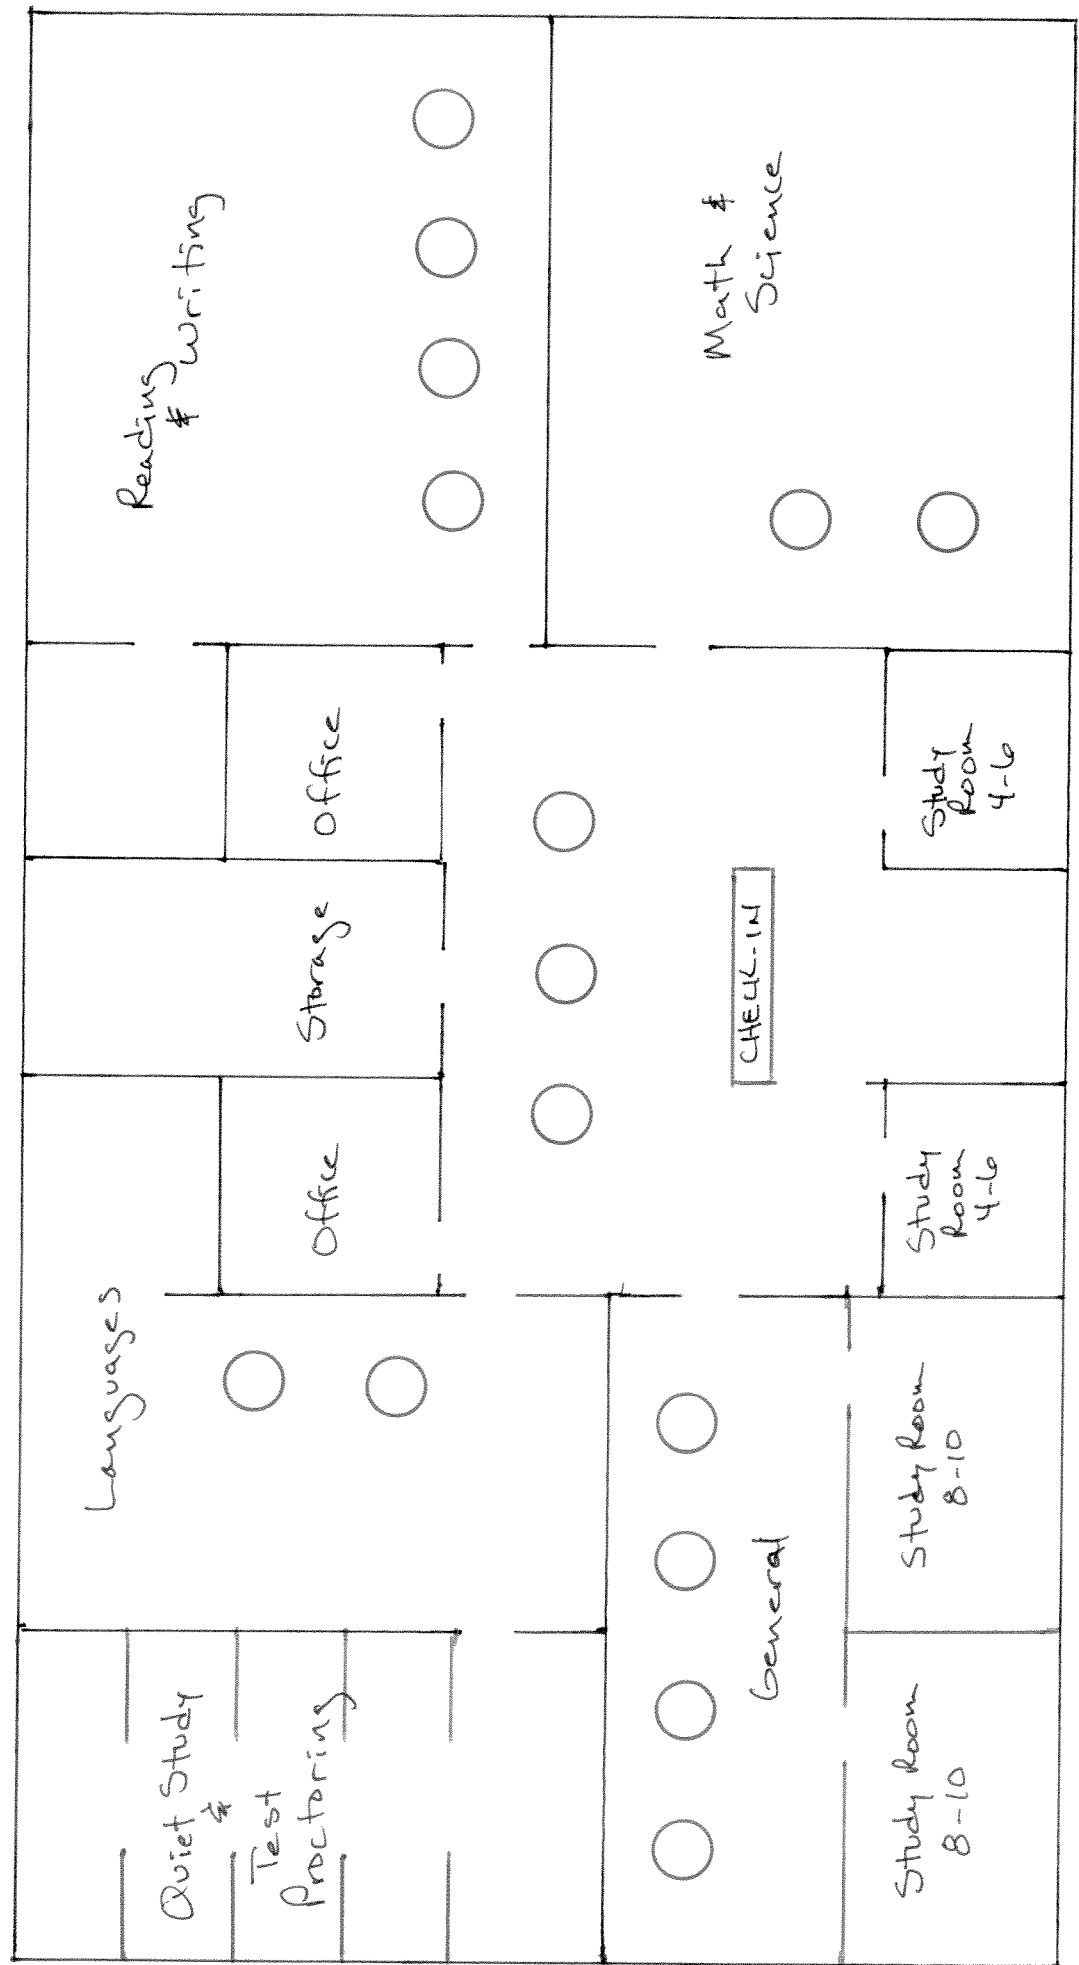 Quiet Study
&
Test
Proctoring
Languages
Office
Storage
Office
Reading
& Writing
General
CHECK-IN
Math &
Science
Study Room
8-10
Study Room
8-10
Study
Room
4-6
Study
Room
4-6